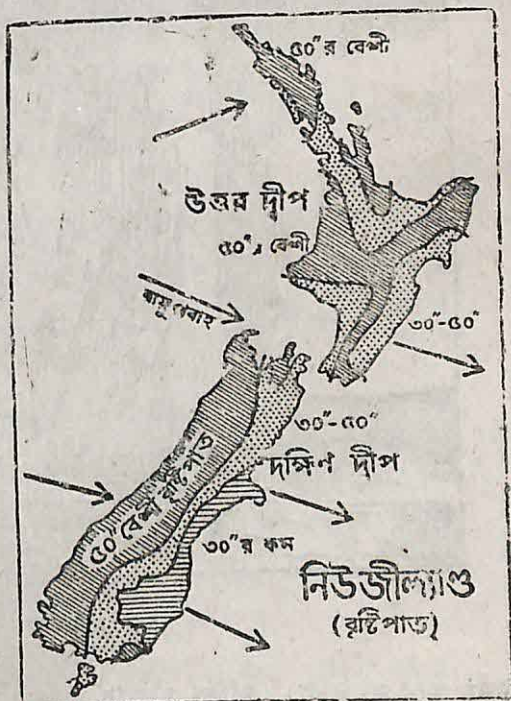 ৫০"র বেশী
উত্তর দ্বীপ
৫০"র বেশী
বায়ুপ্রবাহ
৩০"-৫০"
৩০"-৫০"
দক্ষিণ দ্বীপ
৫০ বেশী বৃষ্টিপাত
৩০"র কম
নিউজীল্যাণ্ড
(বৃষ্টিপাত)